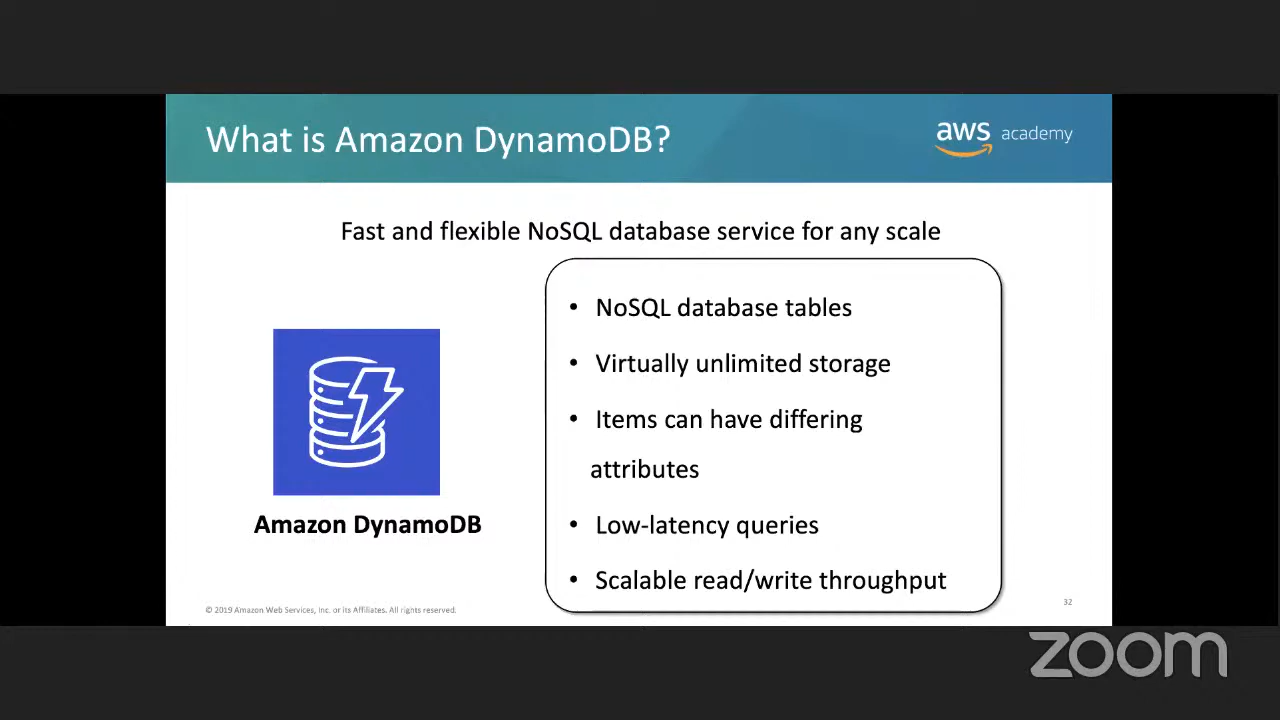 What is Amazon DynamoDB?
aws academy
Fast and flexible NoSQL database service for any scale
• NoSQL database tables
• Virtually unlimited storage
• Items can have differing
attributes
• Low-latency queries
• Scalable read/write throughput
Amazon DynamoDB
© 2019 Amazon Web Services, Inc. or its Affiliates. All rights reserved.
32
zoom